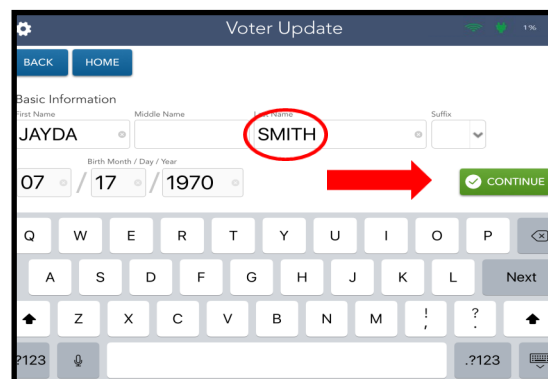 Voter Update
1%
BACK HOME
Basic Information
First Name Middle Name Last Name Suffix
JAYDA SMITH
Birth Month / Day / Year
07 / 17 / 1970
CONTINUE
Q W E R T Y U I O P
A S D F G H J K L Next
Z X C V B N M ! , ? .
?123 .?123